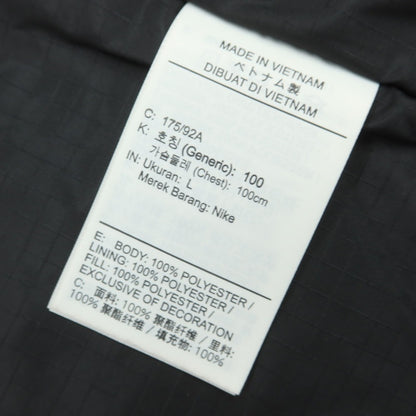 MADE IN VIETNAM
ベトナム製
DIBUAT DI VIETNAM
C: 175/92A
K: 호칭 (Generic): 100
가슴둘레 (Chest): 100cm
IN: Ukuran: L
Merek Barang: Nike
E: BODY: 100% POLYESTER /
LINING: 100% POLYESTER /
FILL: 100% POLYESTER /
EXCLUSIVE OF DECORATION
C: 面料: 100% 聚酯纤维 / 里料:
100% 聚酯纤维 / 填充物: 100%